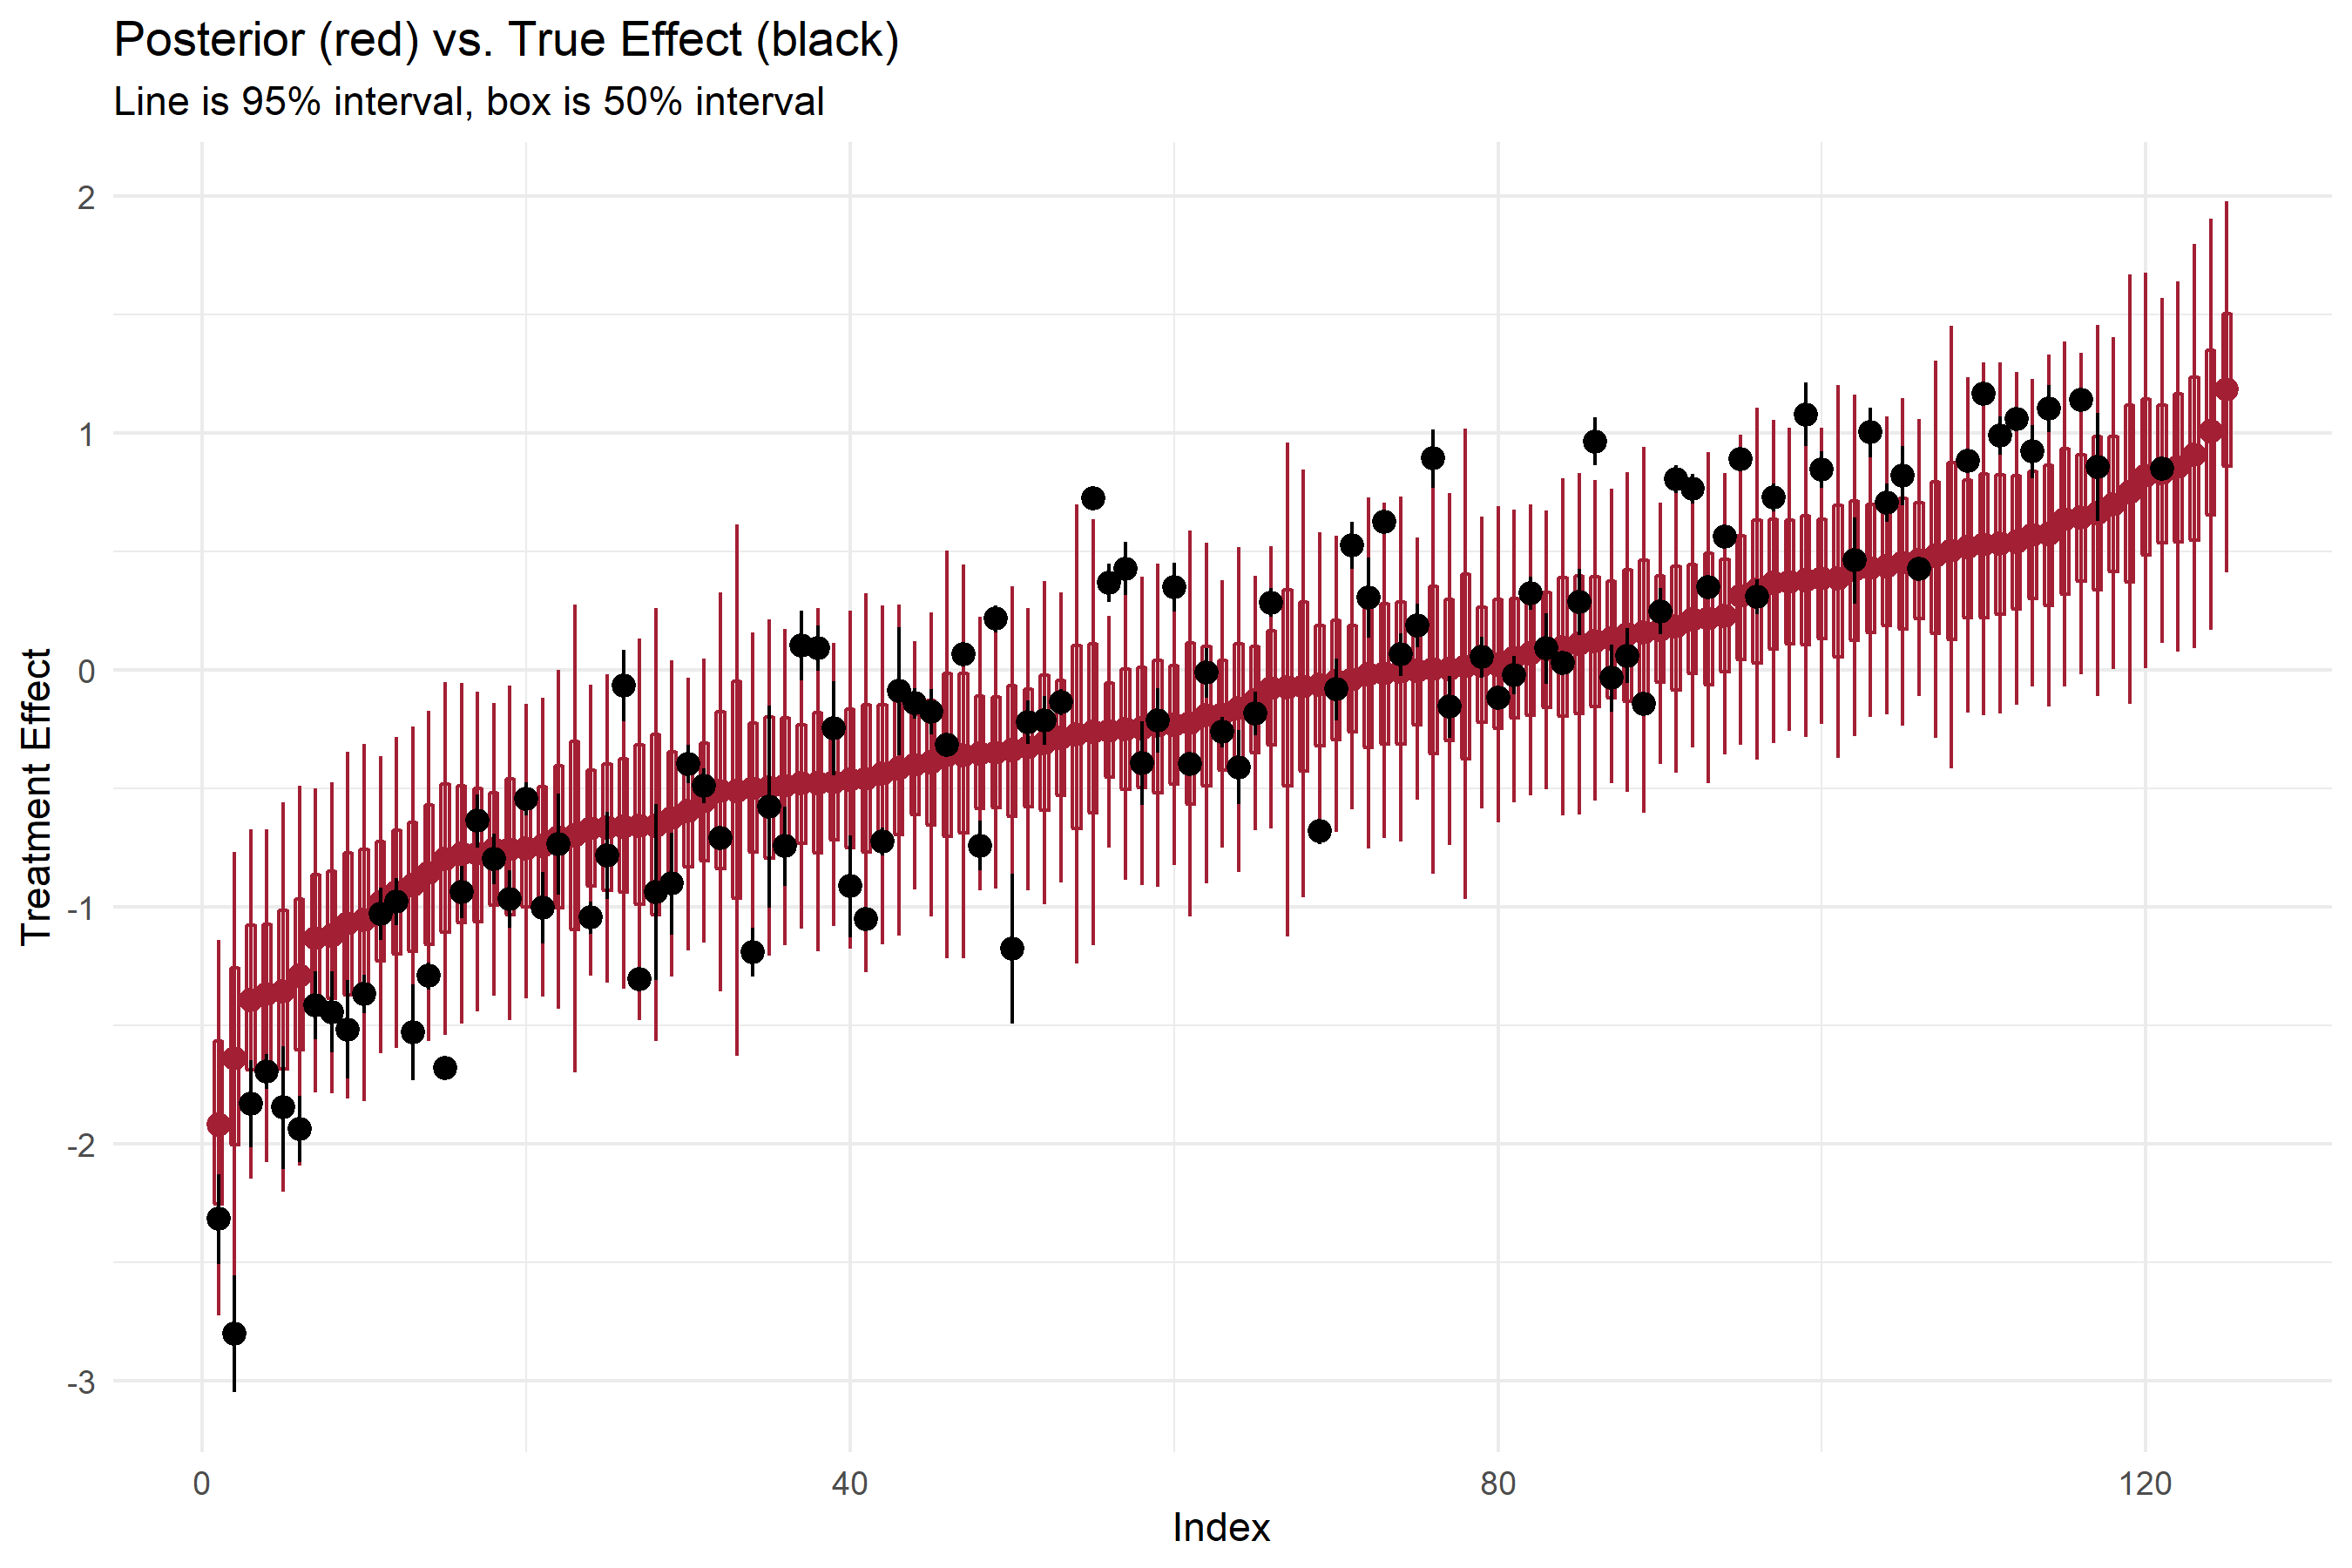 Posterior (red) vs. True Effect (black)
Line is 95% interval, box is 50% interval
Treatment Effect
2
1
0
-1
-2
-3
0
40
80
120
Index